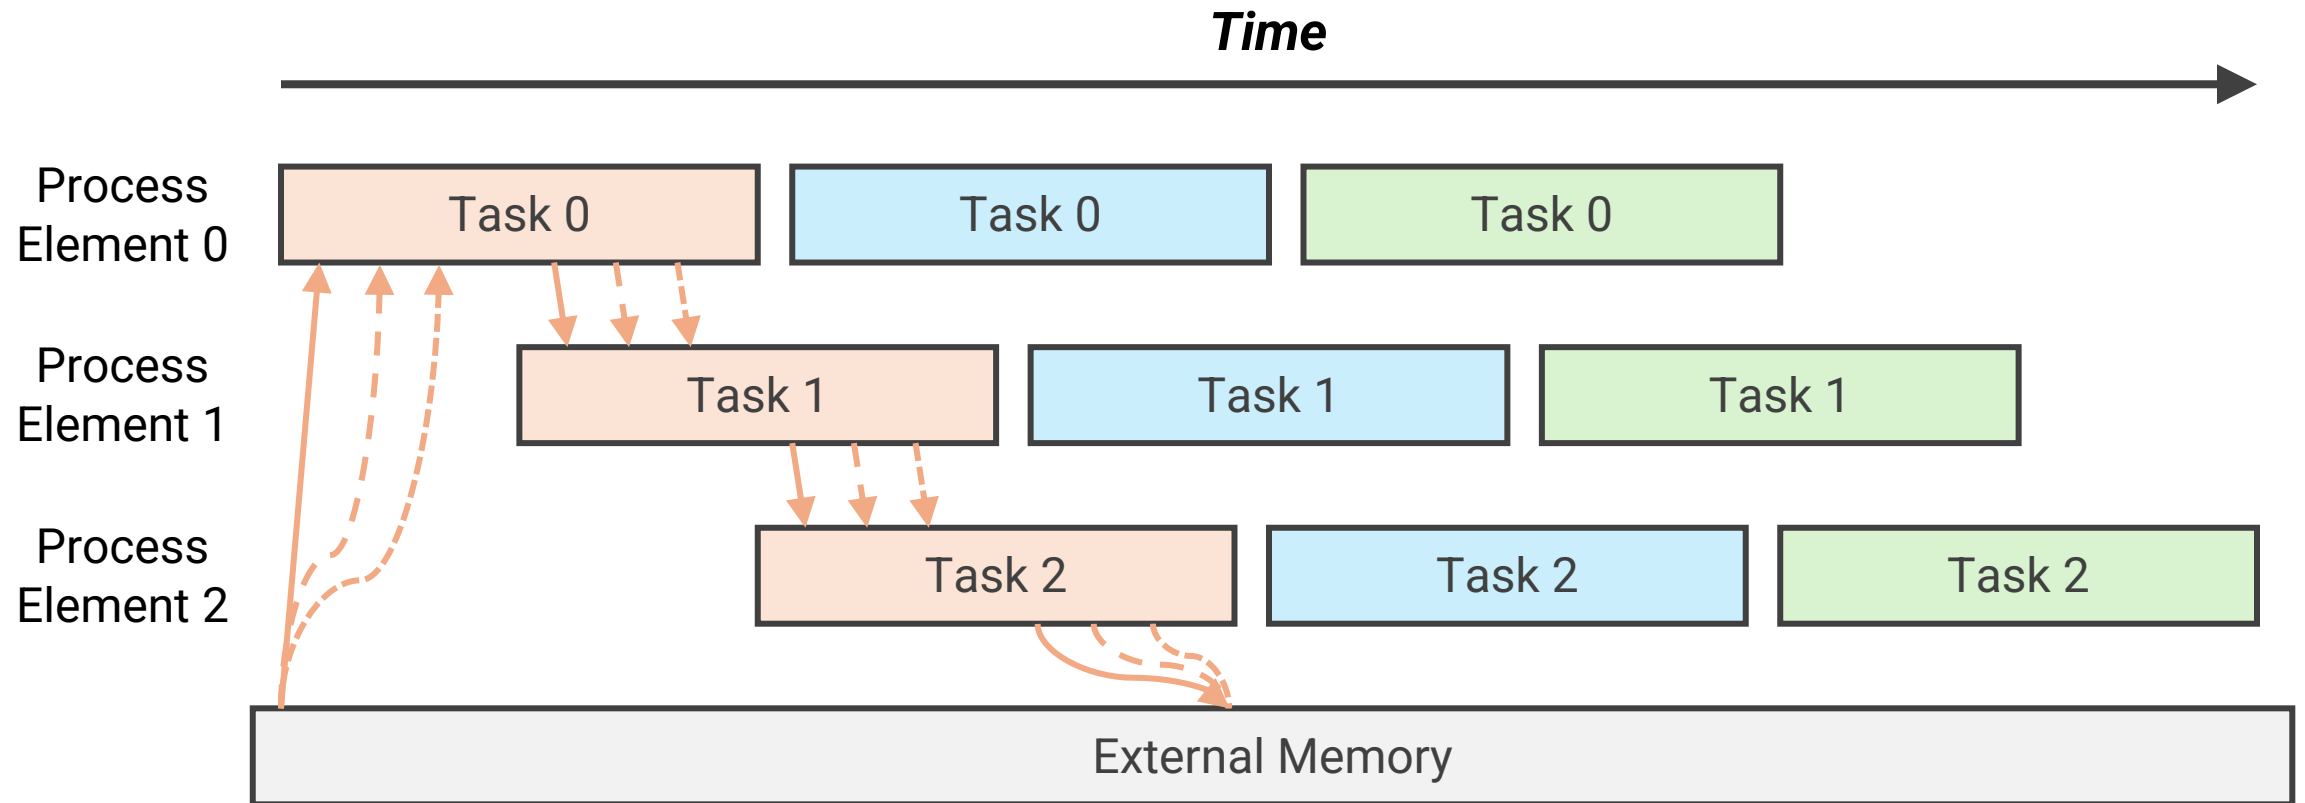 Time
Process
Element 0
Task 0
Task 0
Task 0
Process
Element 1
Task 1
Task 1
Task 1
Process
Element 2
Task 2
Task 2
Task 2
External Memory